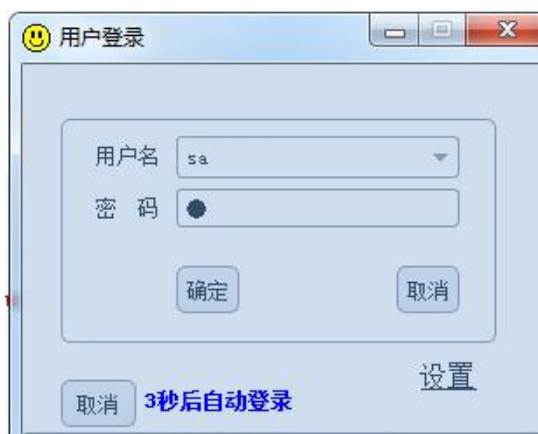 用户登录
用户名 sa
密 码 ●
确定 取消
设置
取消 3秒后自动登录